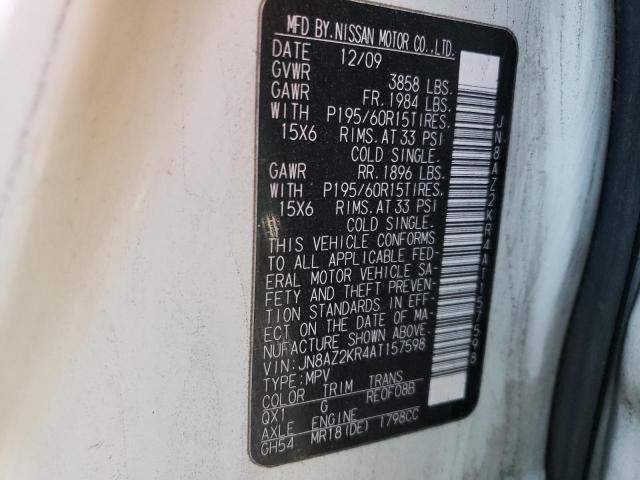 MFD BY.NISSAN MOTOR CO.,LTD.
DATE 12/09
GVWR 3858 LBS.
GAWR FR. 1984 LBS.
WITH P195/60R15TIRES.
15X6 RIMS. AT 33 PSI
COLD SINGLE.
GAWR RR. 1896 LBS.
WITH P195/60R15TIRES.
15X6 RIMS. AT 33 PSI
COLD SINGLE.
THIS VEHICLE CONFORMS
TO ALL APPLICABLE FED-
ERAL MOTOR VEHICLE SA-
FETY AND THEFT PREVEN-
TION STANDARDS IN EFF-
ECT ON THE DATE OF MA-
NUFACTURE SHOWN ABOVE.
VIN: JN8AZ2KR4AT157598
TYPE: MPV
COLOR TRIM TRANS
QX1 G RE0F08B
AXLE ENGINE
GH54 MR18(DE) 1798CC
JN8AZ2KR4AT157598